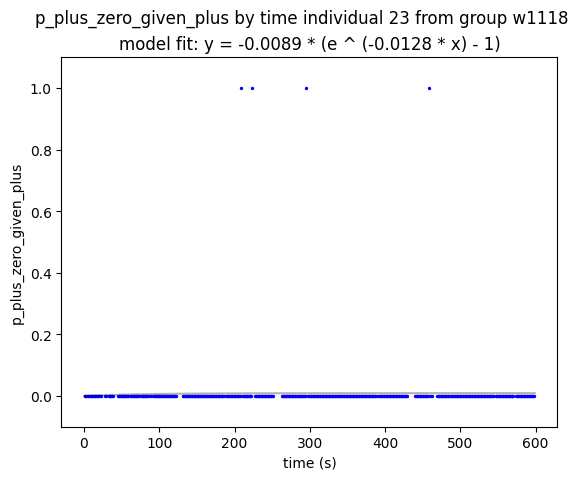 p_plus_zero_given_plus by time individual 23 from group w1118
model fit: y = -0.0089 * (e ^ (-0.0128 * x) - 1)
1.0
0.8
0.6
0.4
0.2
0.0
p_plus_zero_given_plus
0 100 200 300 400 500 600
time (s)